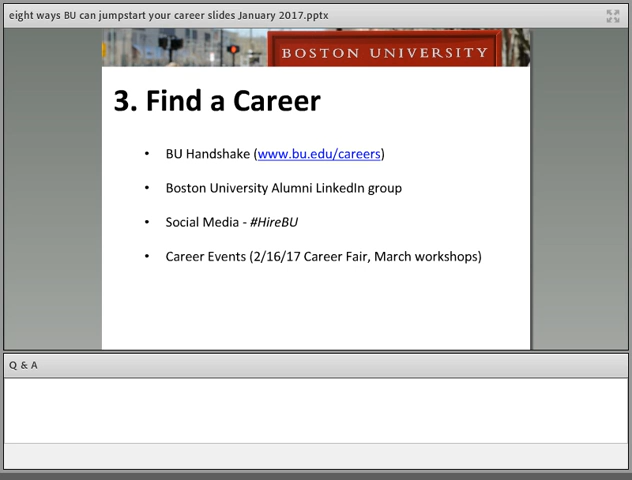 eight ways BU can jumpstart your career slides January 2017.pptx
BOSTON UNIVERSITY
3. Find a Career
• BU Handshake (www.bu.edu/careers)
• Boston University Alumni LinkedIn group
• Social Media - #HireBU
• Career Events (2/16/17 Career Fair, March workshops)
Q & A